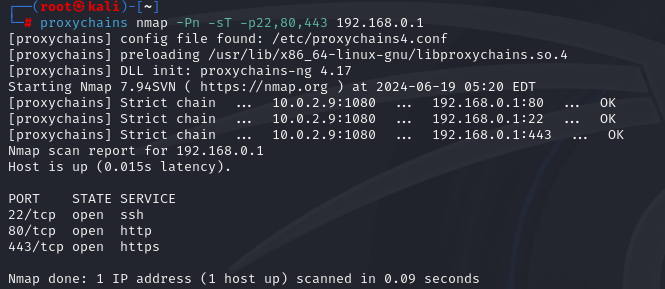 ┌──(root㉿kali)-[~]
└─# proxychains nmap -Pn -sT -p22,80,443 192.168.0.1
[proxychains] config file found: /etc/proxychains4.conf
[proxychains] preloading /usr/lib/x86_64-linux-gnu/libproxychains.so.4
[proxychains] DLL init: proxychains-ng 4.17
Starting Nmap 7.94SVN ( https://nmap.org ) at 2024-06-19 05:20 EDT
[proxychains] Strict chain  ...  10.0.2.9:1080  ...  192.168.0.1:80  ...  OK
[proxychains] Strict chain  ...  10.0.2.9:1080  ...  192.168.0.1:22  ...  OK
[proxychains] Strict chain  ...  10.0.2.9:1080  ...  192.168.0.1:443  ...  OK
Nmap scan report for 192.168.0.1
Host is up (0.015s latency).

PORT    STATE SERVICE
22/tcp  open  ssh
80/tcp  open  http
443/tcp open  https

Nmap done: 1 IP address (1 host up) scanned in 0.09 seconds